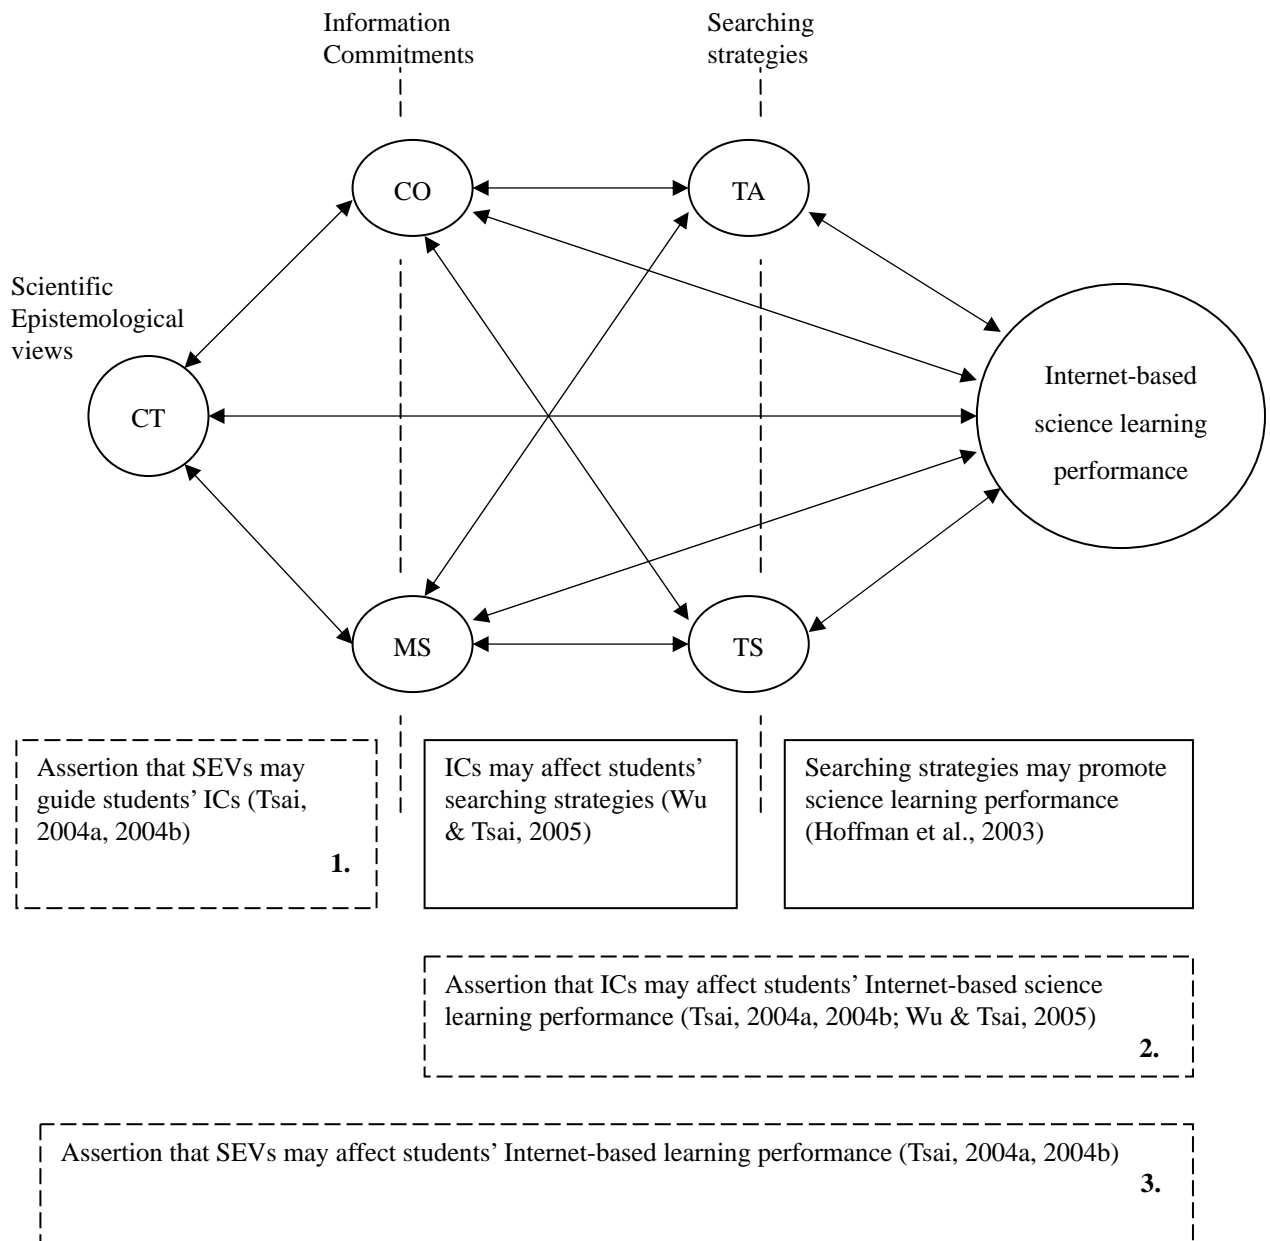 Information
Commitments
Searching
strategies
CO
TA
Scientific
Epistemological
views
CT
Internet-based
science learning
performance
MS
TS
Assertion that SEVs may
guide students’ ICs (Tsai,
2004a, 2004b)
1.
ICs may affect students’
searching strategies (Wu
& Tsai, 2005)
Searching strategies may promote
science learning performance
(Hoffman et al., 2003)
Assertion that ICs may affect students’ Internet-based science
learning performance (Tsai, 2004a, 2004b; Wu & Tsai, 2005)
2.
Assertion that SEVs may affect students’ Internet-based learning performance (Tsai, 2004a, 2004b)
3.